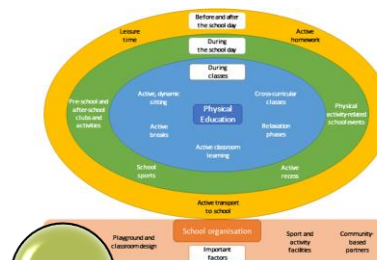 Before and after
the school day
Leisure
time
Active
homework
During
the school day
During
classes
Pre-school and
after-school
clubs and
activities
Active, dynamic
sitting
Cross-curricular
classes
Physical
activity-related
school events
Physical
Education
Active
breaks
Relaxation
phases
Active classroom
learning
School
sports
Active
recess
Active transport
to school
School organisation
Playground and
classroom design
Sport and
activity
facilities
Community-
based
partners
Important
factors